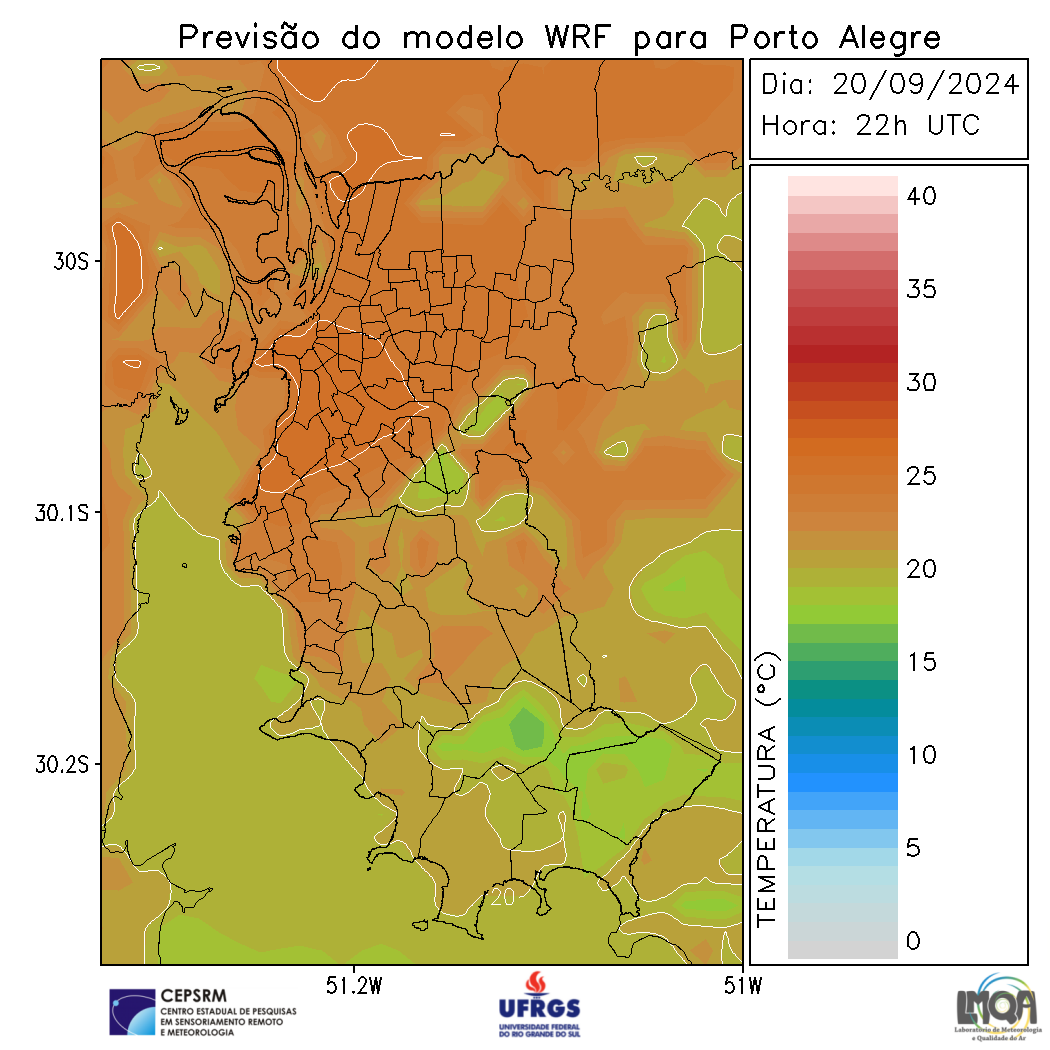 Previsão do modelo WRF para Porto Alegre
Dia: 20/09/2024
Hora: 22h UTC
40
35
30
25
20
15
10
5
0
TEMPERATURA (°C)
30S
30.1S
30.2S
20
51.2W
51W
CEPSRM
CENTRO ESTADUAL DE PESQUISAS
EM SENSORIAMENTO REMOTO
E METEOROLOGIA
UFRGS
UNIVERSIDADE FEDERAL
DO RIO GRANDE DO SUL
LMQA
Laboratório de Meteorologia
e Qualidade do Ar